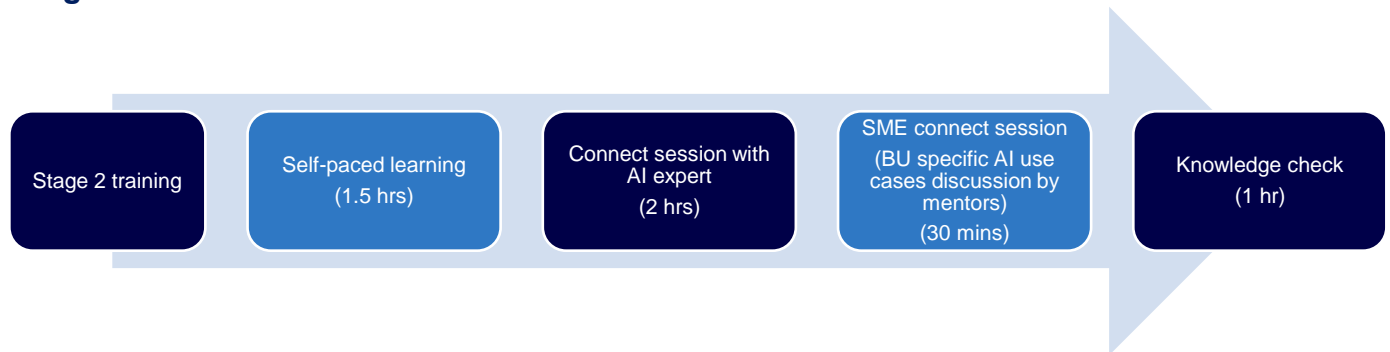 Stage 2 training
Self-paced learning
(1.5 hrs)
Connect session with
AI expert
(2 hrs)
SME connect session
(BU specific AI use
cases discussion by
mentors)
(30 mins)
Knowledge check
(1 hr)